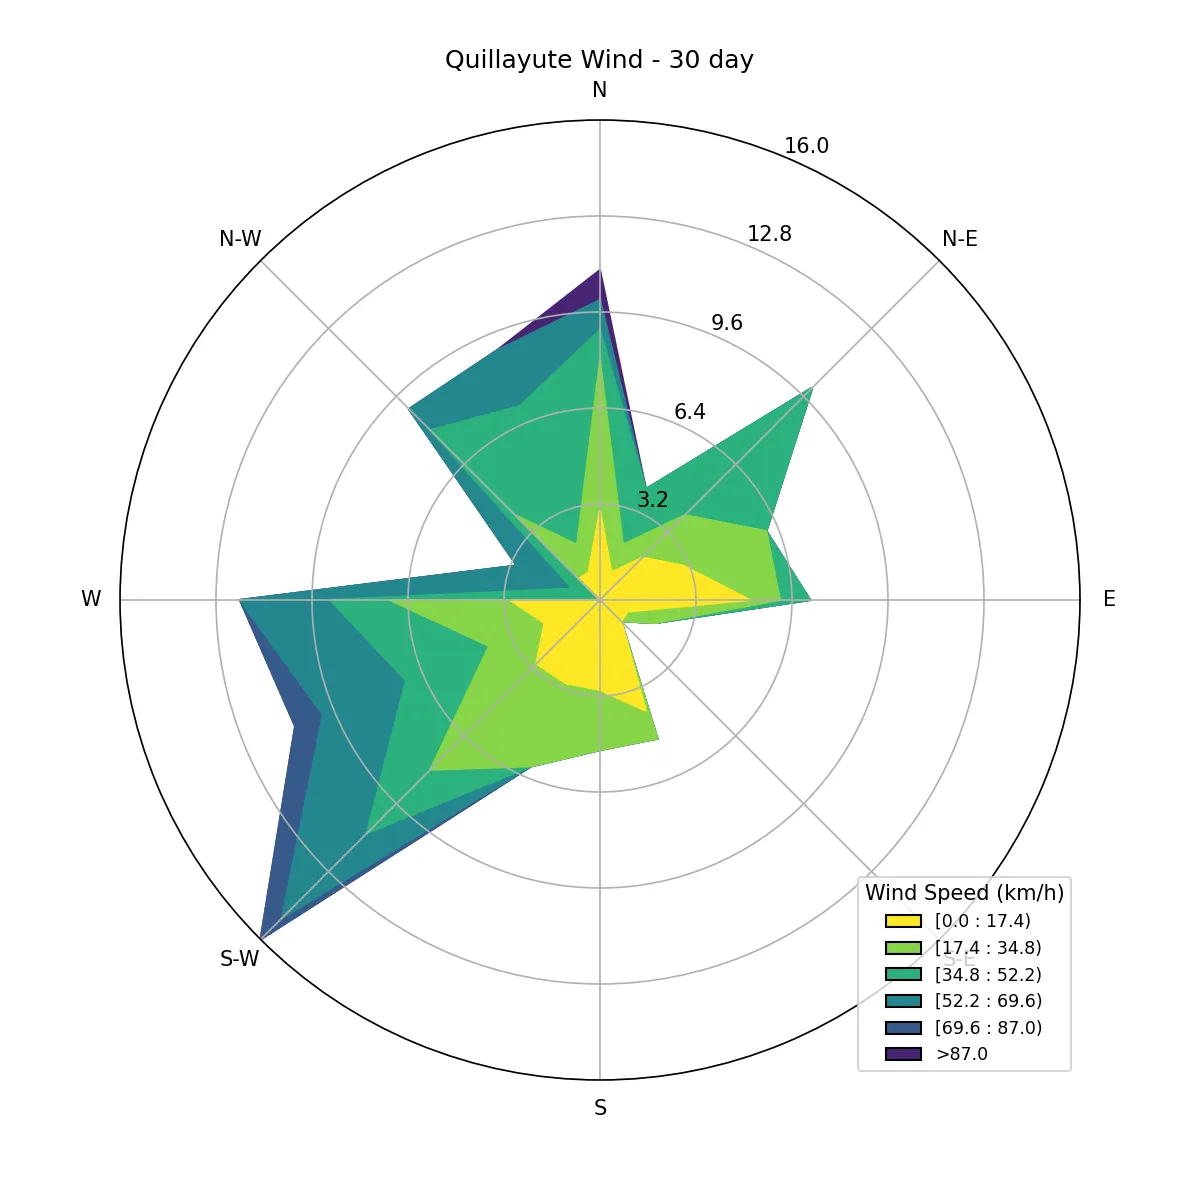 Quillayute Wind - 30 day
N
16.0
12.8
N-W
N-E
9.6
6.4
3.2
W
E
S-W
S-E
S
Wind Speed (km/h)
[0.0 : 17.4)
[17.4 : 34.8)
[34.8 : 52.2)
[52.2 : 69.6)
[69.6 : 87.0)
>87.0